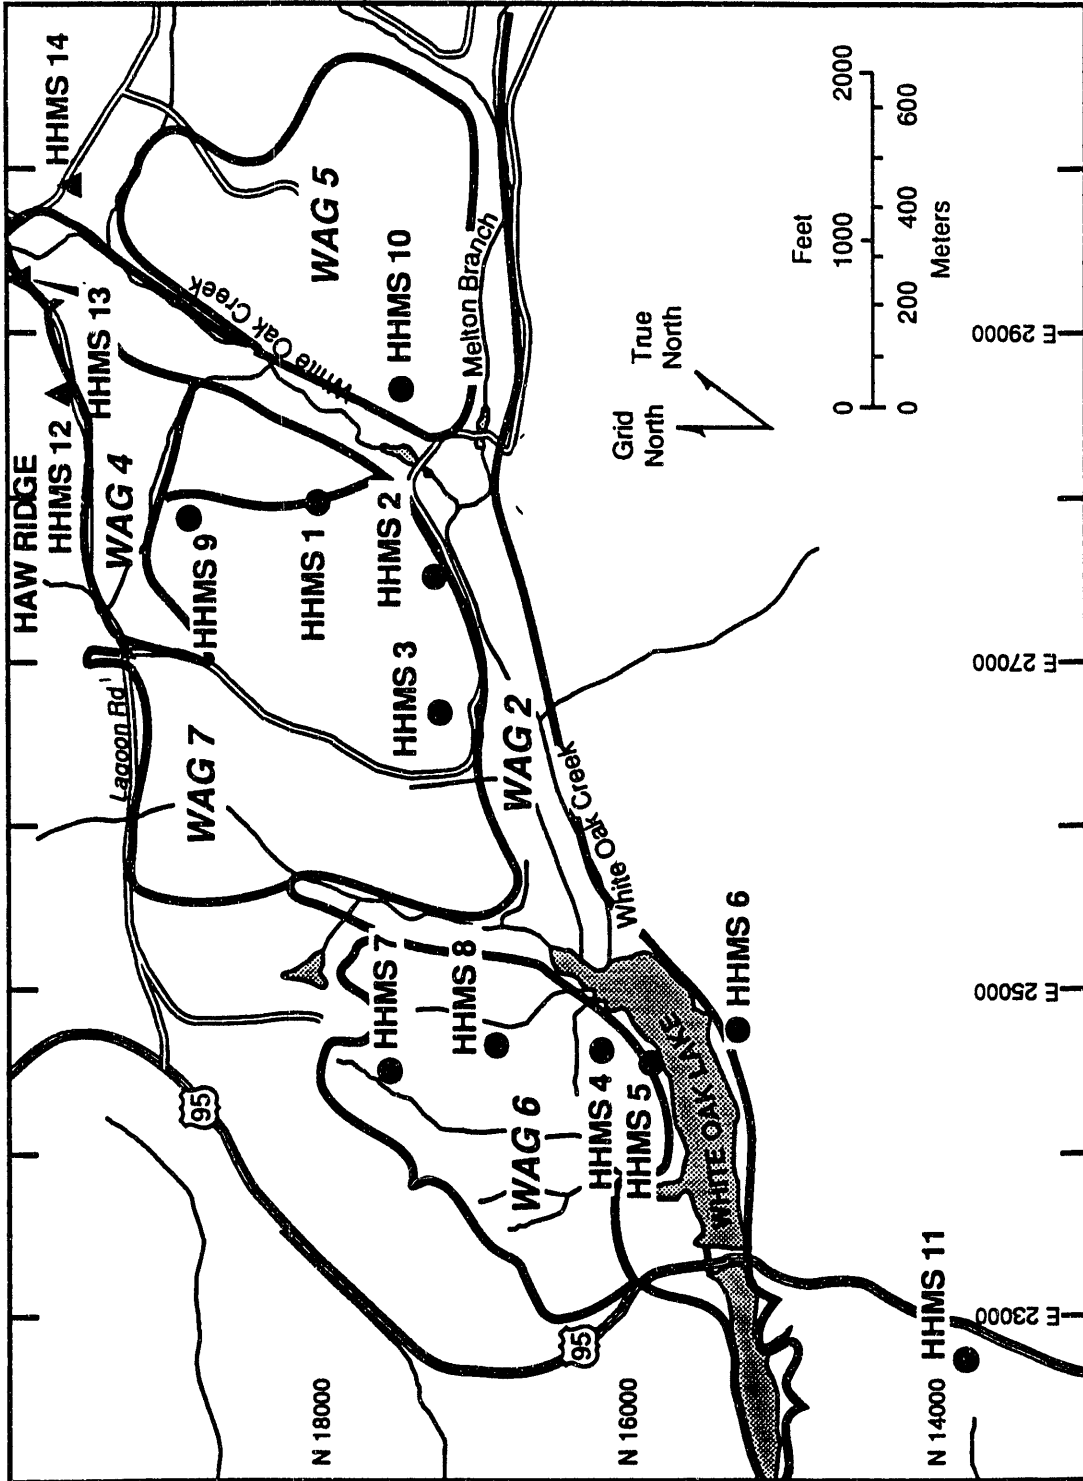 HAW RIDGE
HHMS 14
HHMS 12
HHMS 13
WAG 4
Lagoon Rd
WAG 5
White Oak Creek
HHMS 9
WAG 7
95
HHMS 1
HHMS 10
N 18000
HHMS 7
HHMS 3
HHMS 2
Melton Branch
HHMS 8
WAG 2
WAG 6
95
White Oak Creek
HHMS 4
HHMS 5
N 16000
WHITE OAK LAKE
HHMS 6
Grid
North
True
North
Feet
0 1000 2000
0 200 400 600
Meters
HHMS 11
N 14000
E 23000
E 25000
E 27000
E 29000